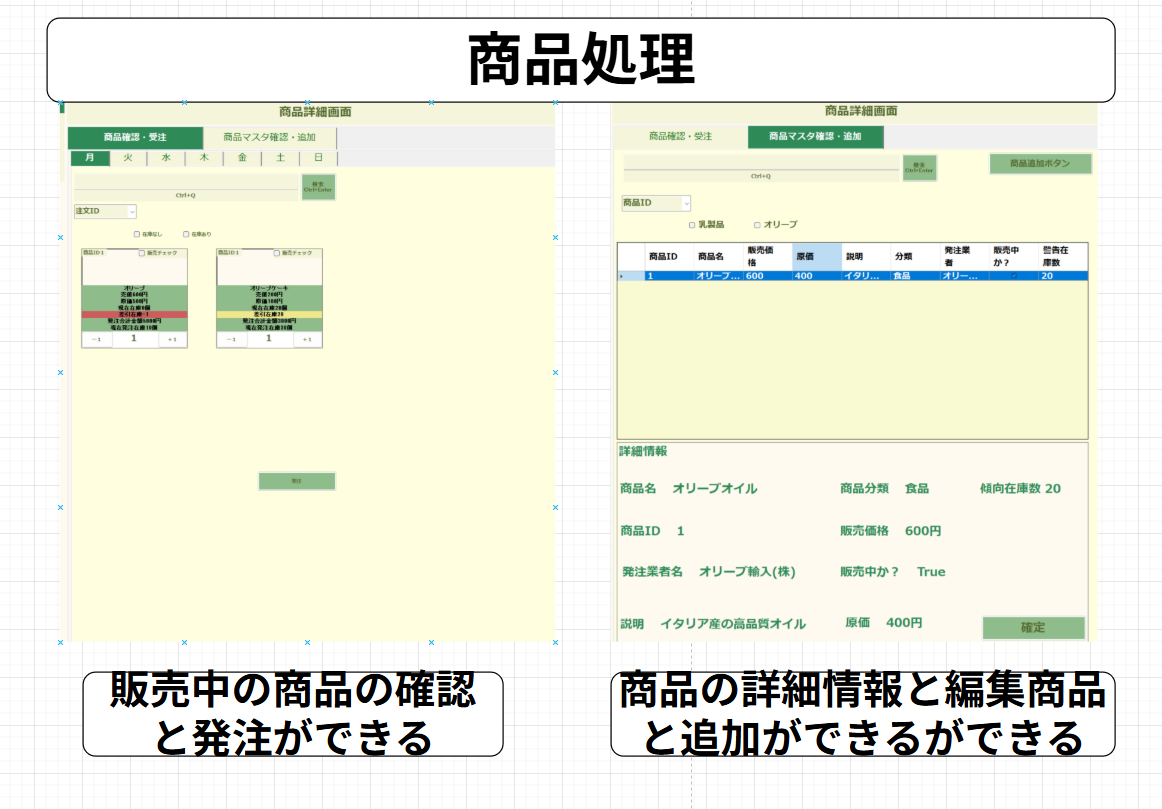 商品処理
商品詳細画面
商品確認・受注
商品マスタ確認・追加
月 火 水 木 金 土 日
検索
Ctrl+Enter
Ctrl+Q
注文ID
在庫なし 在庫あり
商品ID 1 販売チェック
オリーブ
売価600円
原価500円
現在在庫0個
差引在庫-1
発注合計金額5000円
現在発注在庫10個
-1 1 +1
商品ID 1 販売チェック
オリーブケーキ
売価200円
原価100円
現在在庫20個
差引在庫20
現在発注在庫30個
-1 1 +1
商品詳細画面
商品確認・受注
商品マスタ確認・追加
検索
Ctrl+Enter
商品追加ボタン
Ctrl+Q
商品ID
乳製品 オリーブ
商品ID 商品名 販売価格 原価 説明 分類 発注業者 販売中か? 警告在庫数
1 オリーブ... 600 400 イタリ... 食品 オリー... 20
詳細情報
商品名 オリーブオイル 商品分類 食品 傾向在庫数 20
商品ID 1 販売価格 600円
発注業者名 オリーブ輸入(株) 販売中か? True
説明 イタリア産の高品質オイル 原価 400円
確定
販売中の商品の確認
と発注ができる
商品の詳細情報と編集商品
と追加ができるができる